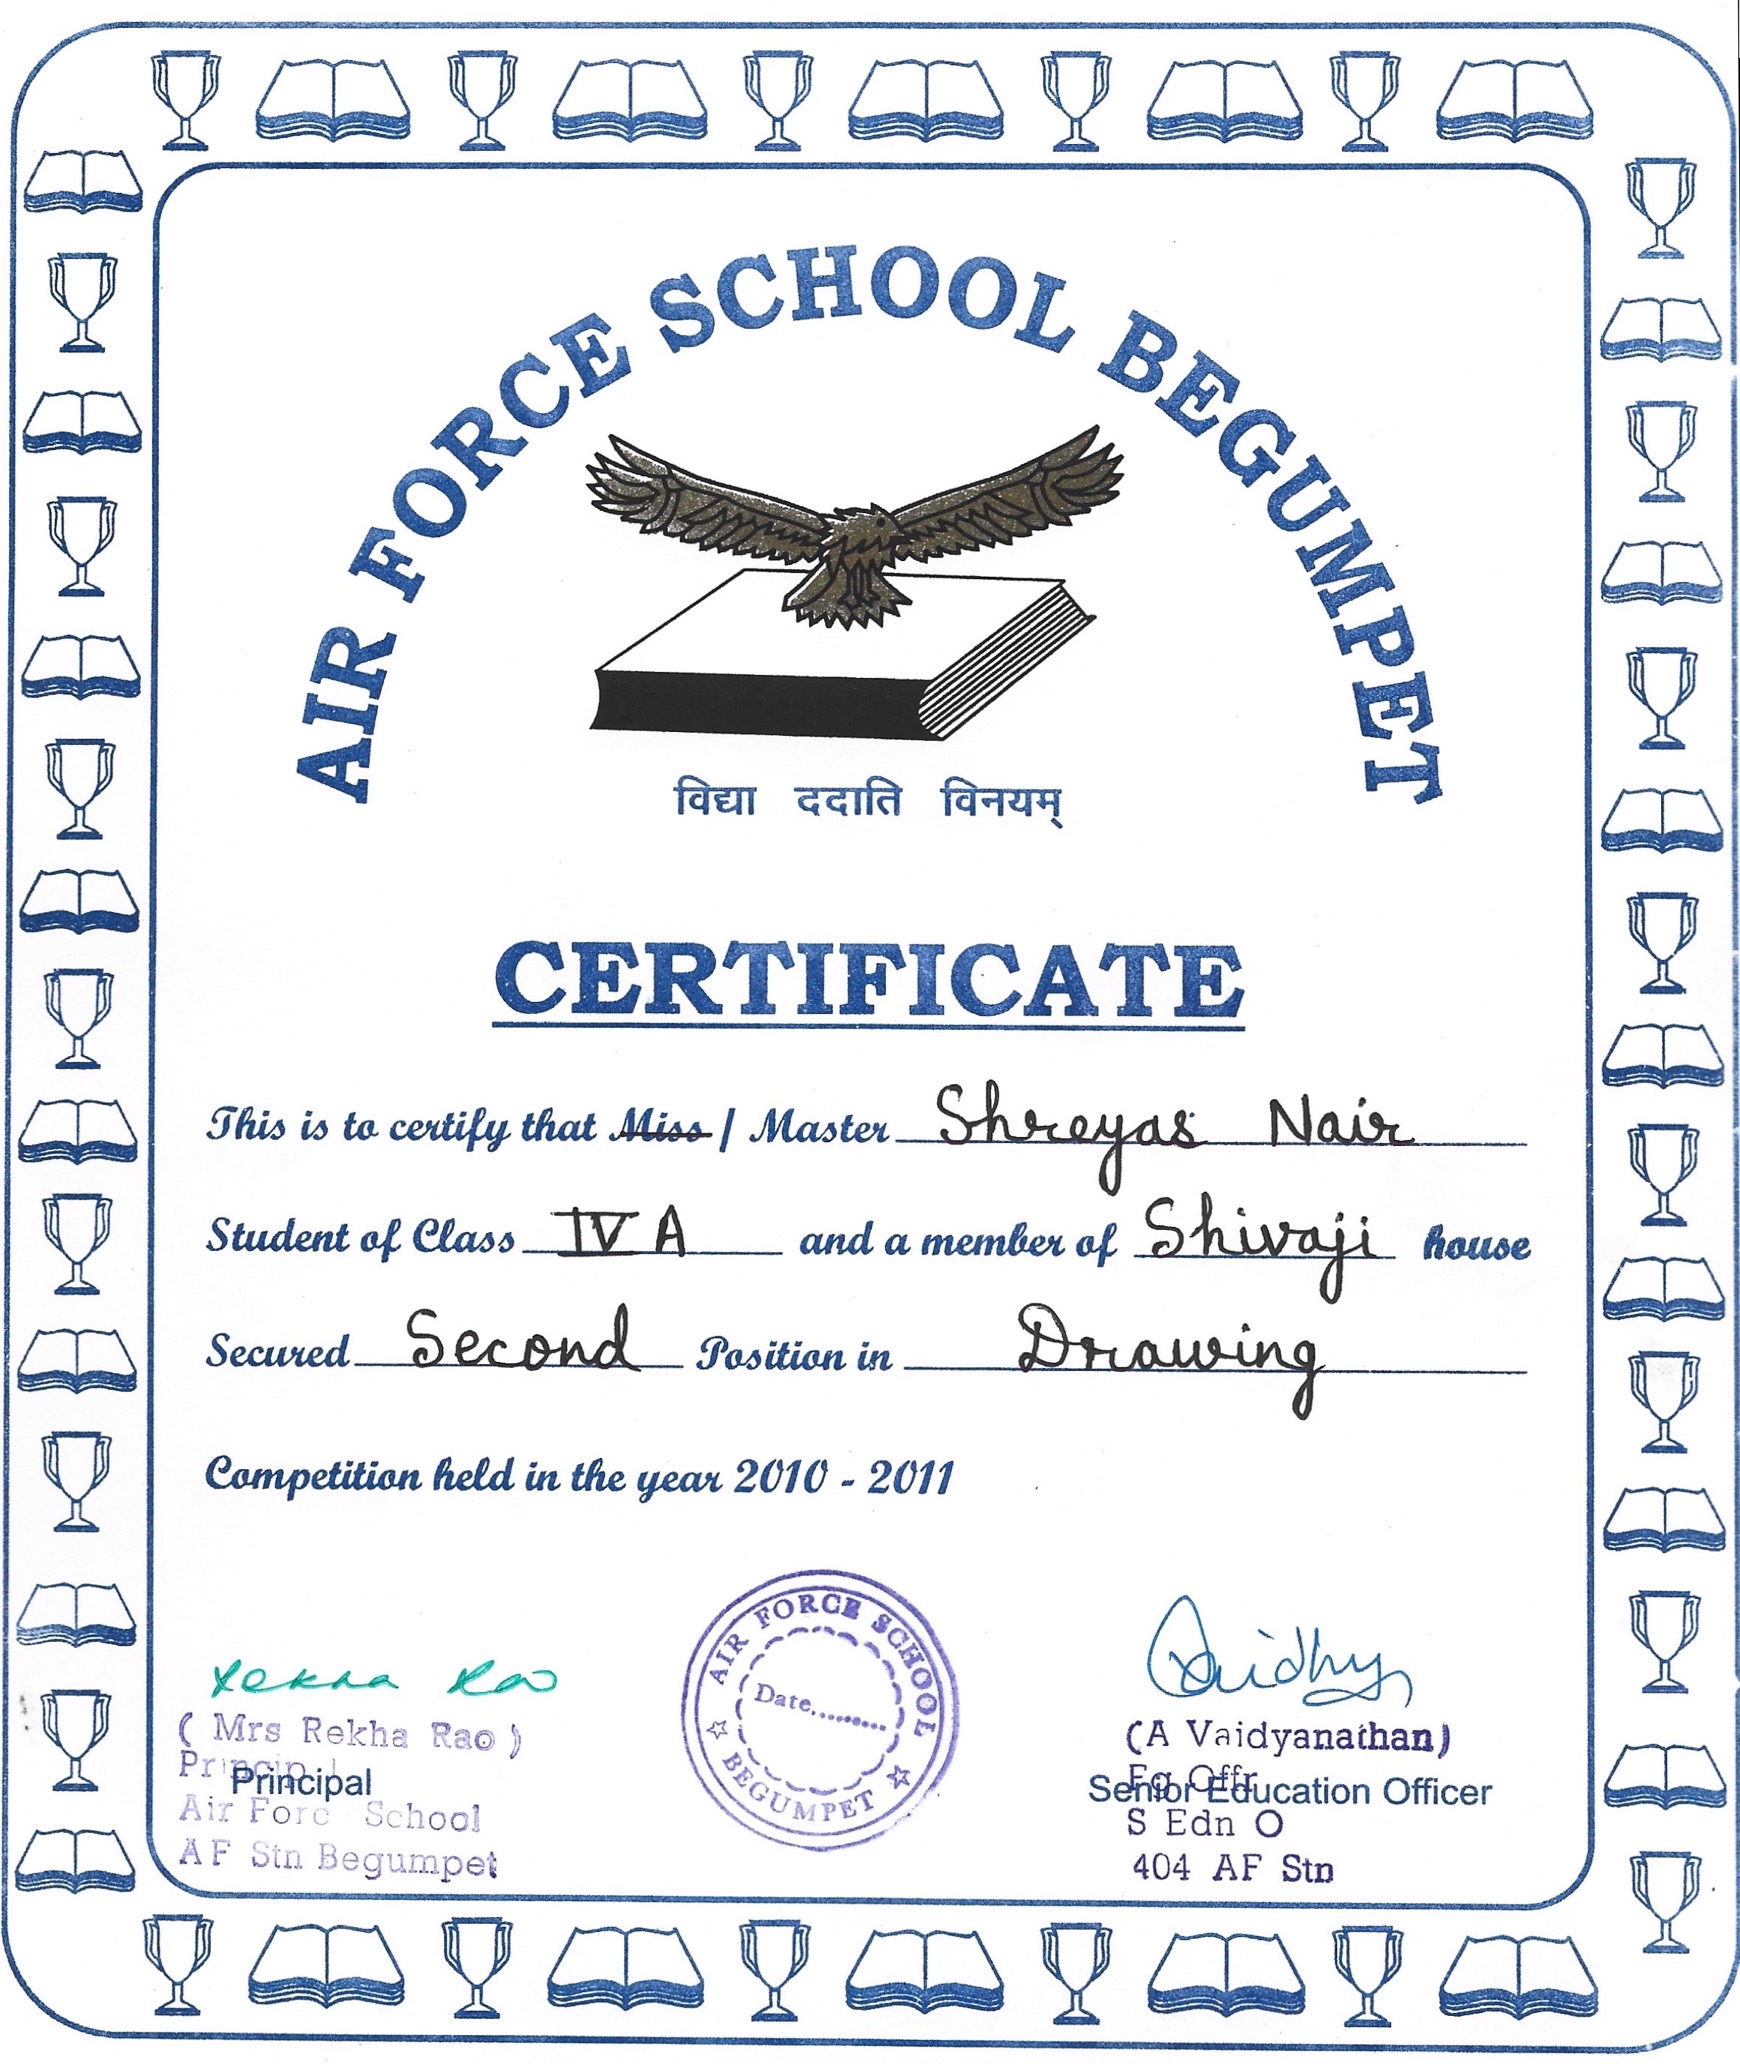 AIR FORCE SCHOOL BEGUMPET
विद्या ददाति विनयम्
CERTIFICATE
This is to certify that Miss / Master Shreyas Nair
Student of Class IV A and a member of Shivaji house
Secured Second Position in Drawing
Competition held in the year 2010 - 2011
AIR FORCE SCHOOL
Date.........
BEGUMPET
Rekha Rao
( Mrs Rekha Rao )
Principal
Principal
Air Forc School
AF Stn Begumpet
(A Vaidyanathan)
Fg Offr
Senior Education Officer
S Edn O
404 AF Stn